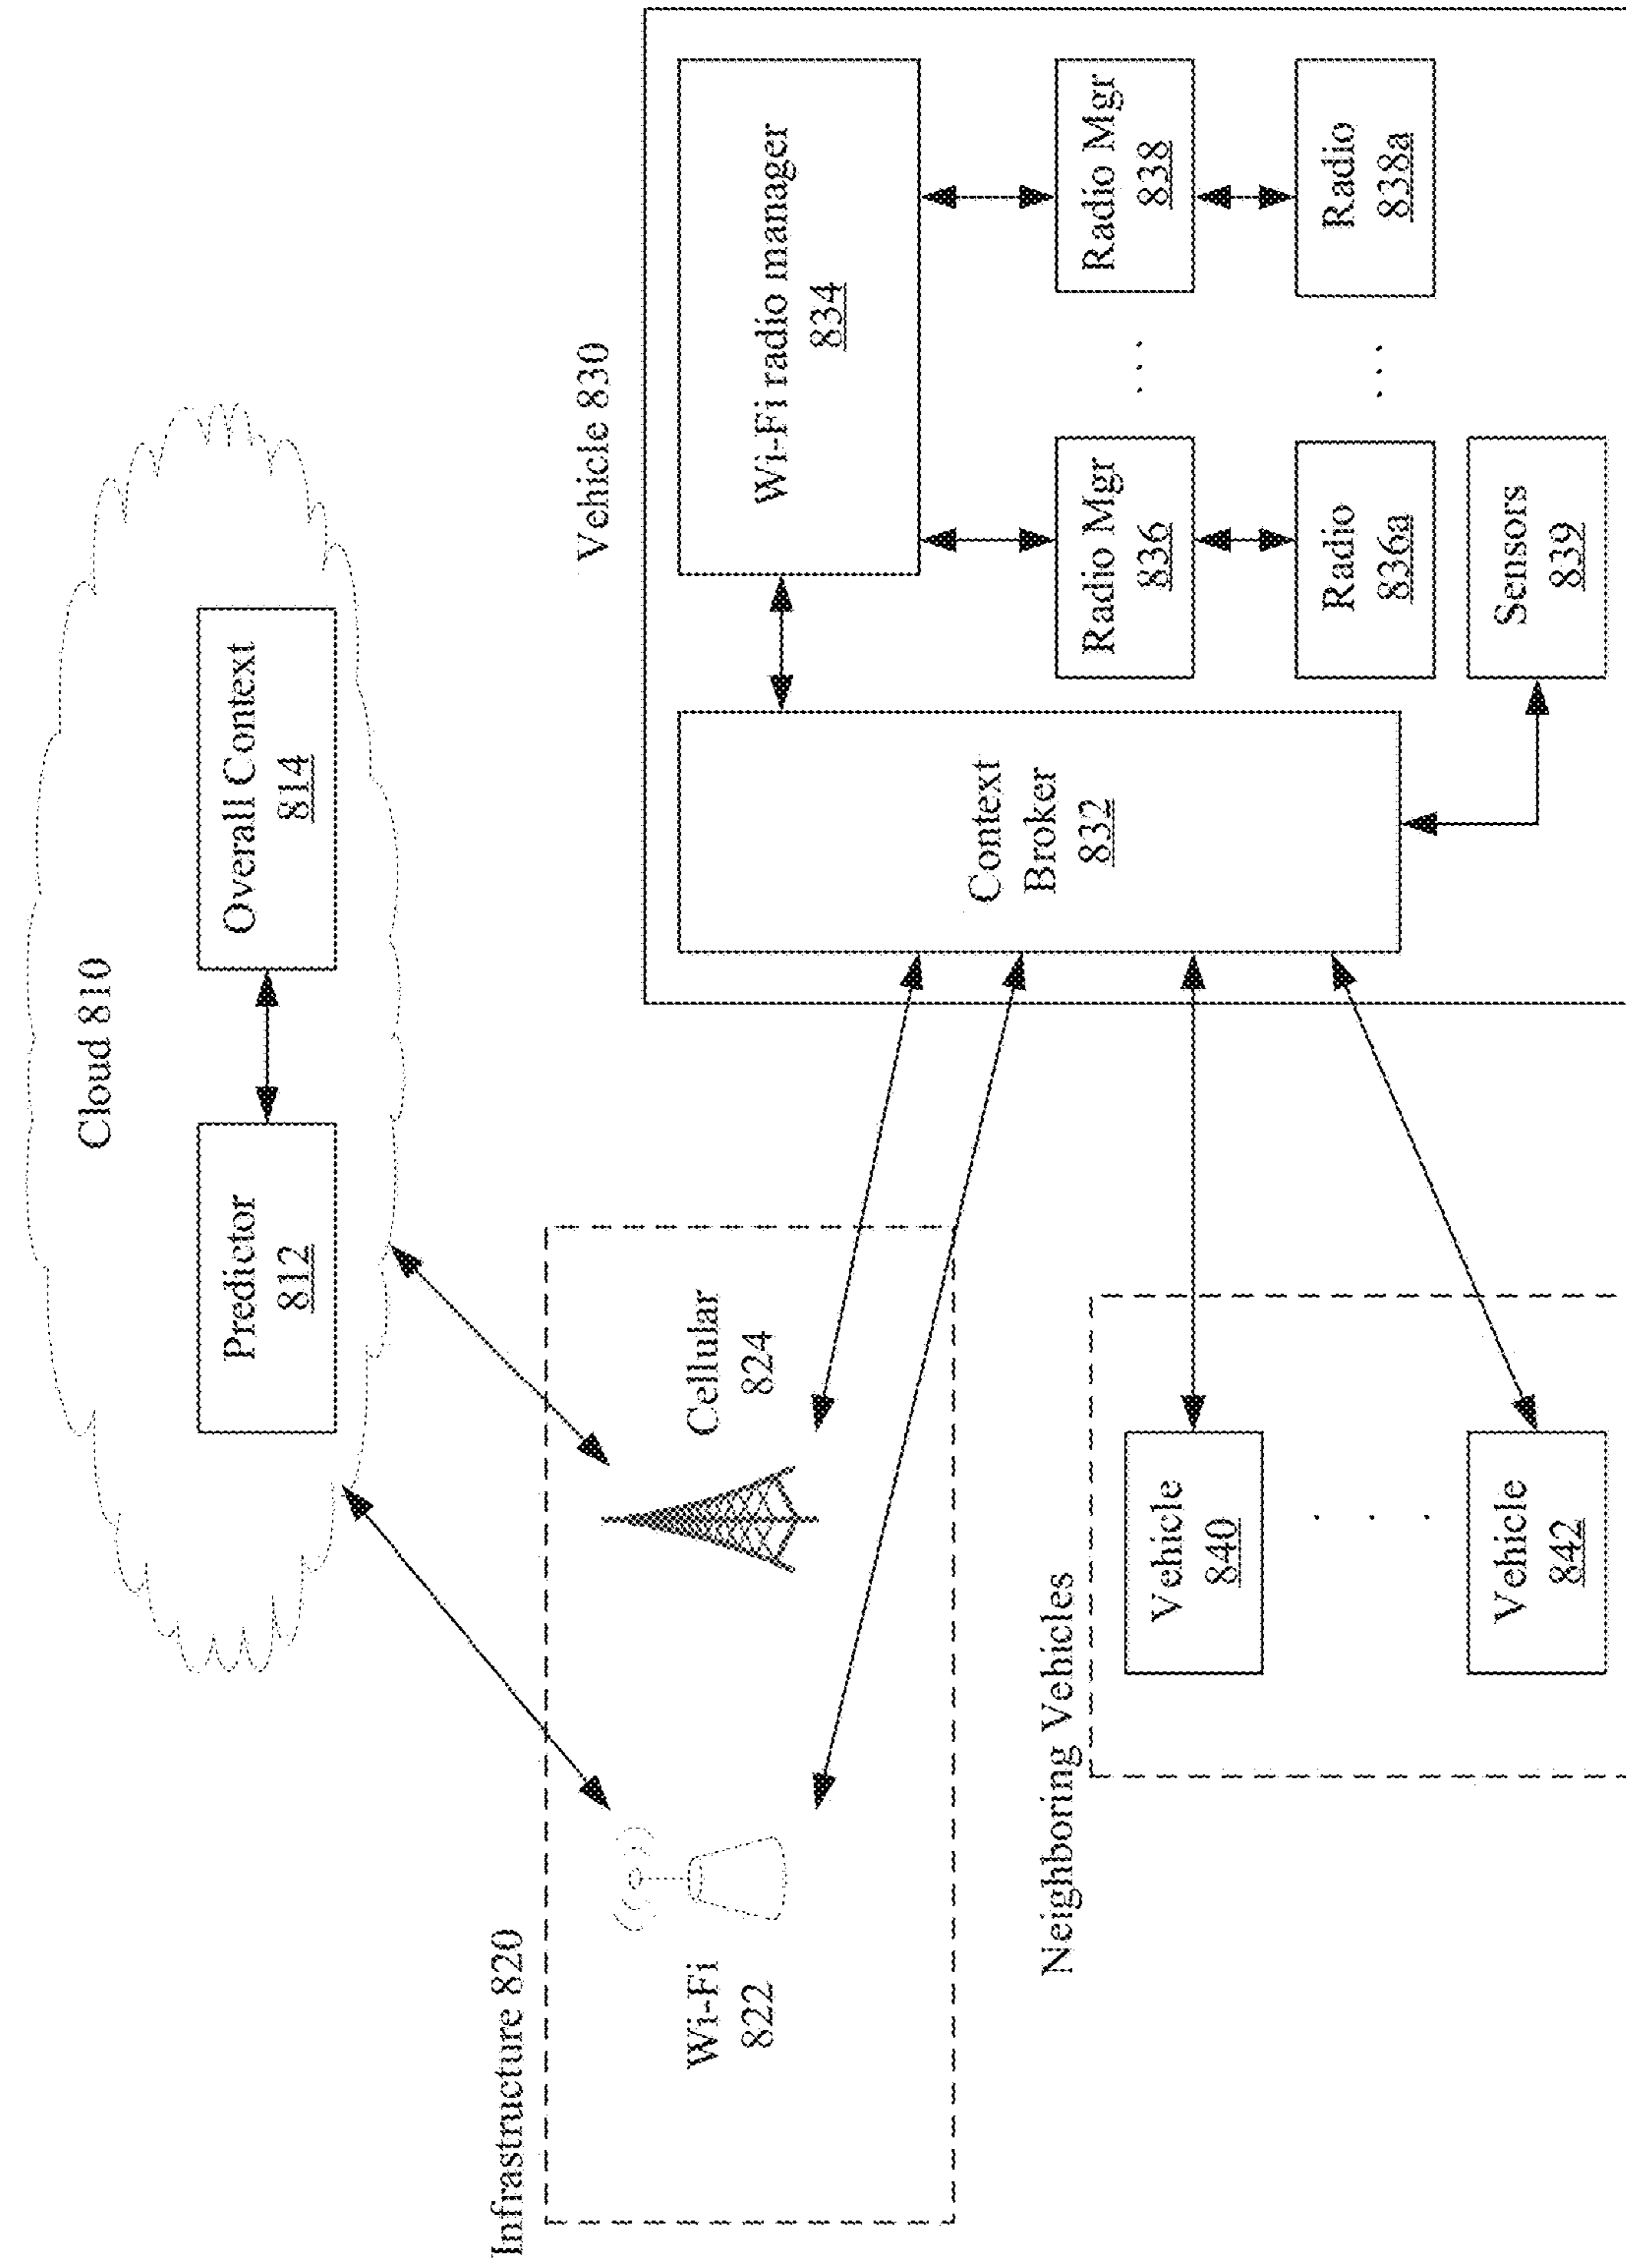 Cloud 810
Predictor
812
Overall Context
814
Infrastructure 820
Wi-Fi
822
Cellular
824
Vehicle 830
Context
Broker
832
Wi-Fi radio manager
834
Radio Mgr
836
. . .
Radio Mgr
838
Radio
836a
. . .
Radio
838a
Sensors
839
Neighboring Vehicles
Vehicle
840
. . .
Vehicle
842